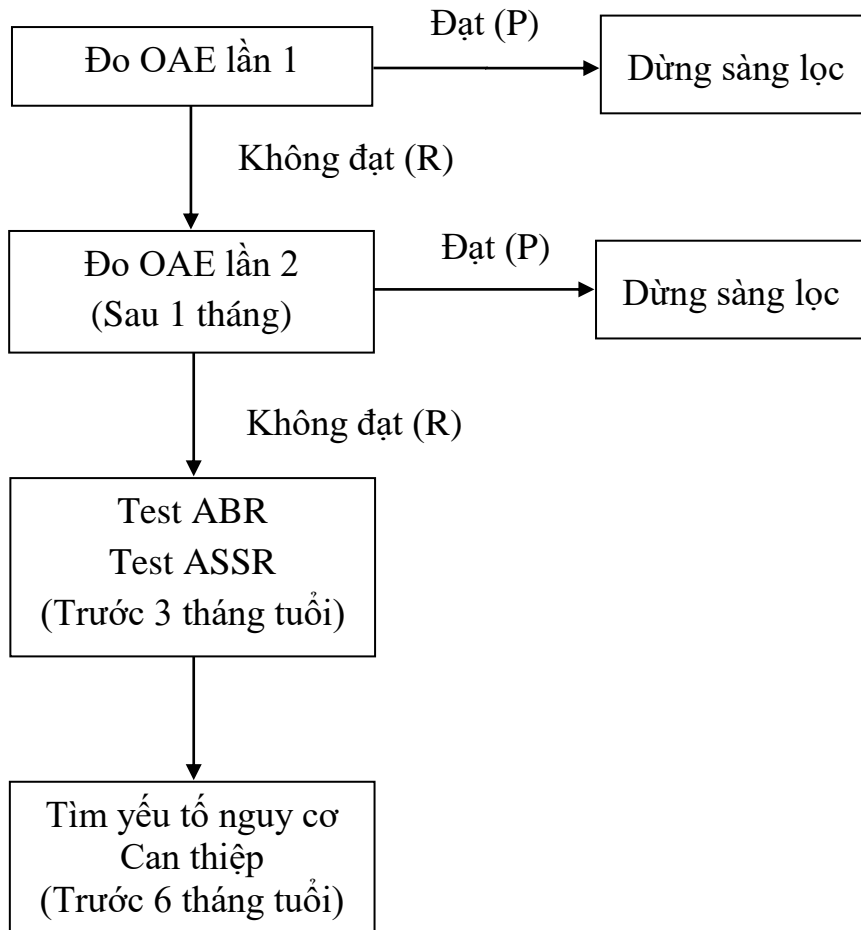 Đạt (P)
Đo OAE lần 1
Dừng sàng lọc
Không đạt (R)
Đạt (P)
Đo OAE lần 2
(Sau 1 tháng)
Dừng sàng lọc
Không đạt (R)
Test ABR
Test ASSR
(Trước 3 tháng tuổi)
Tìm yếu tố nguy cơ
Can thiệp
(Trước 6 tháng tuổi)